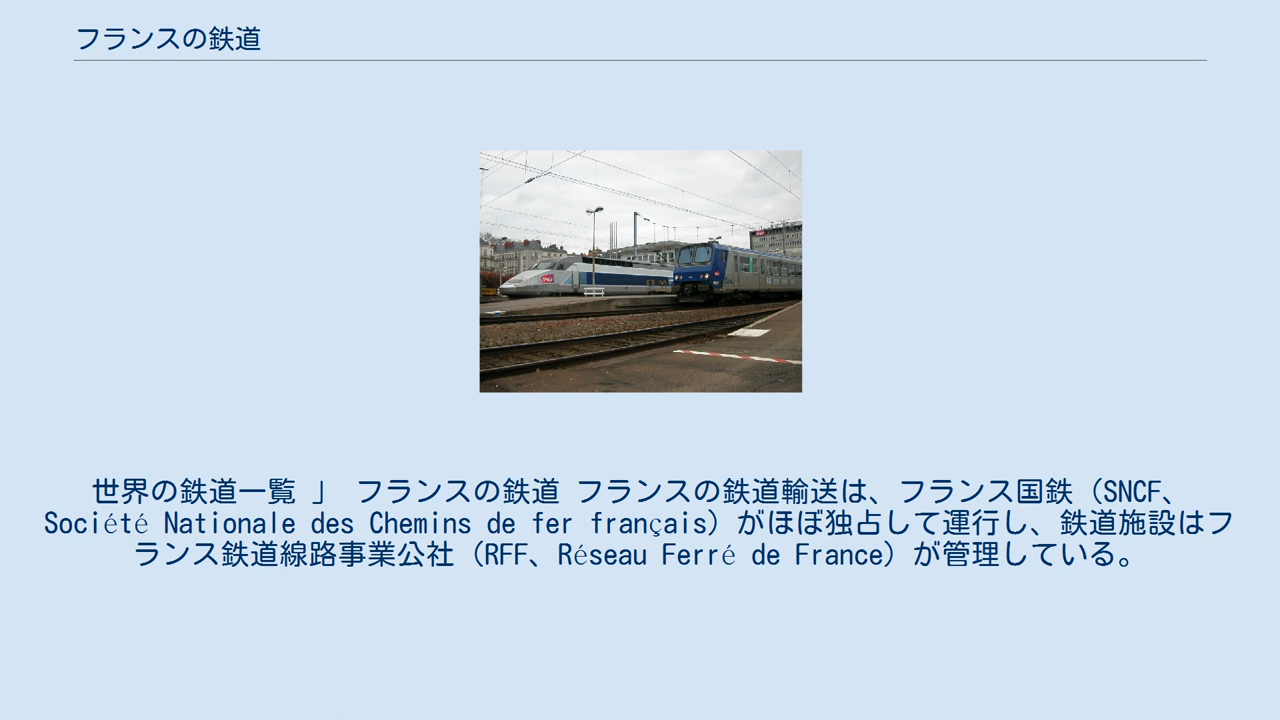 フランスの鉄道
世界の鉄道一覧 」 フランスの鉄道 フランスの鉄道輸送は、フランス国鉄（SNCF、
Société Nationale des Chemins de fer français）がほぼ独占して運行し、鉄道施設はフ
ランス鉄道線路事業公社（RFF、Réseau Ferré de France）が管理している。